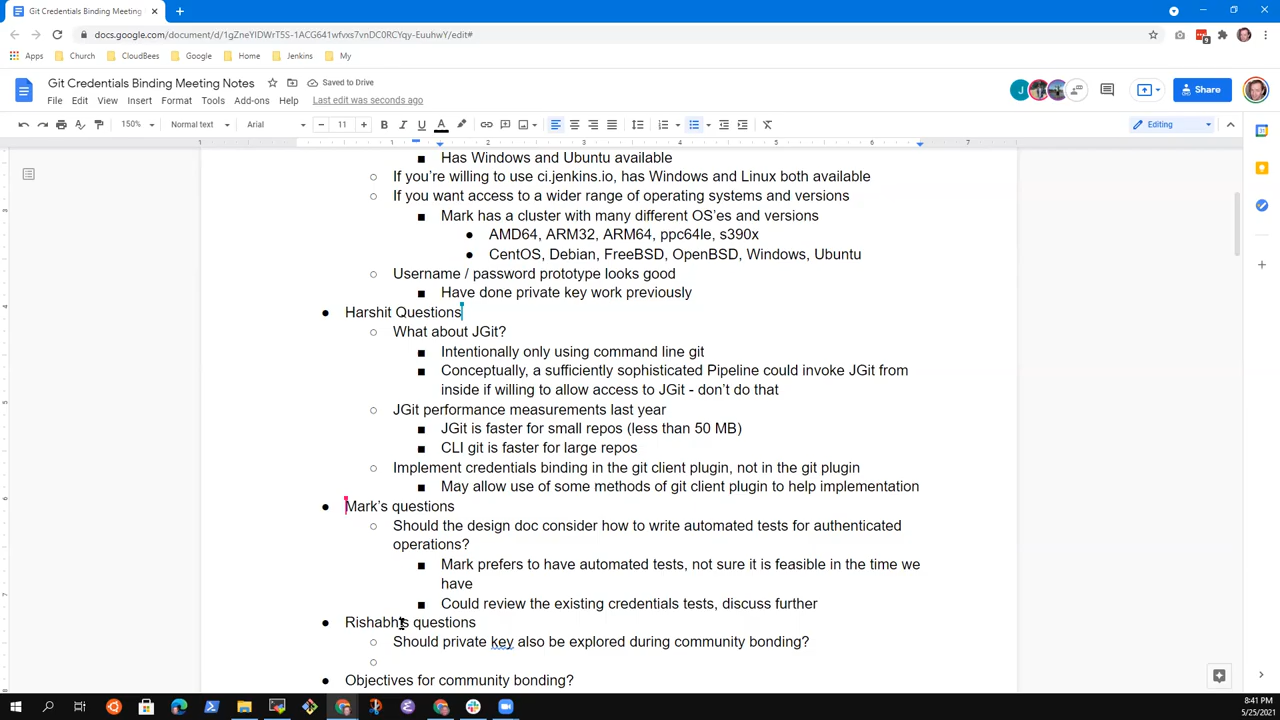 Git Credentials Binding Meeting
docs.google.com/document/d/1gZneYIDWrT5S-1ACG641wfvxs7vnDC0RCYqy-EuuhwY/edit#
Apps Church CloudBees Google Home Jenkins My
Git Credentials Binding Meeting Notes
Saved to Drive
File Edit View Insert Format Tools Add-ons Help Last edit was seconds ago
J
Share
150% Normal text Arial 11 Editing
1 1 2 3 4 5 6 7
Has Windows and Ubuntu available
If you're willing to use ci.jenkins.io, has Windows and Linux both available
If you want access to a wider range of operating systems and versions
Mark has a cluster with many different OS'es and versions
AMD64, ARM32, ARM64, ppc64le, s390x
CentOS, Debian, FreeBSD, OpenBSD, Windows, Ubuntu
Username / password prototype looks good
Have done private key work previously
Harshit Questions
What about JGit?
Intentionally only using command line git
Conceptually, a sufficiently sophisticated Pipeline could invoke JGit from
inside if willing to allow access to JGit - don't do that
JGit performance measurements last year
JGit is faster for small repos (less than 50 MB)
CLI git is faster for large repos
Implement credentials binding in the git client plugin, not in the git plugin
May allow use of some methods of git client plugin to help implementation
Mark's questions
Should the design doc consider how to write automated tests for authenticated
operations?
Mark prefers to have automated tests, not sure it is feasible in the time we
have
Could review the existing credentials tests, discuss further
Rishabh's questions
Should private key also be explored during community bonding?
Objectives for community bonding?
8:41 PM
5/25/2021